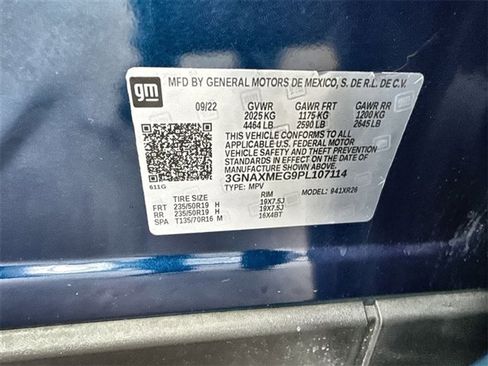 gm
MFD BY GENERAL MOTORS DE MEXICO, S. DE R.L. DE C.V.
09/22 GVWR GAWR FRT GAWR RR
2025 KG 1175 KG 1200 KG
4464 LB 2590 LB 2645 LB
THIS VEHICLE CONFORMS TO ALL
APPLICABLE U.S. FEDERAL MOTOR
VEHICLE SAFETY AND THEFT
PREVENTION STANDARDS IN EFFECT
ON THE DATE OF MANUFACTURE
SHOWN ABOVE.
3GNAXMEG9PL107114
611G TYPE: MPV MODEL: 941XR26
TIRE SIZE RIM
FRT 235/50R19 H 19X7.5J
RR 235/50R19 H 19X7.5J
SPA T135/70R16 M 16X4BT